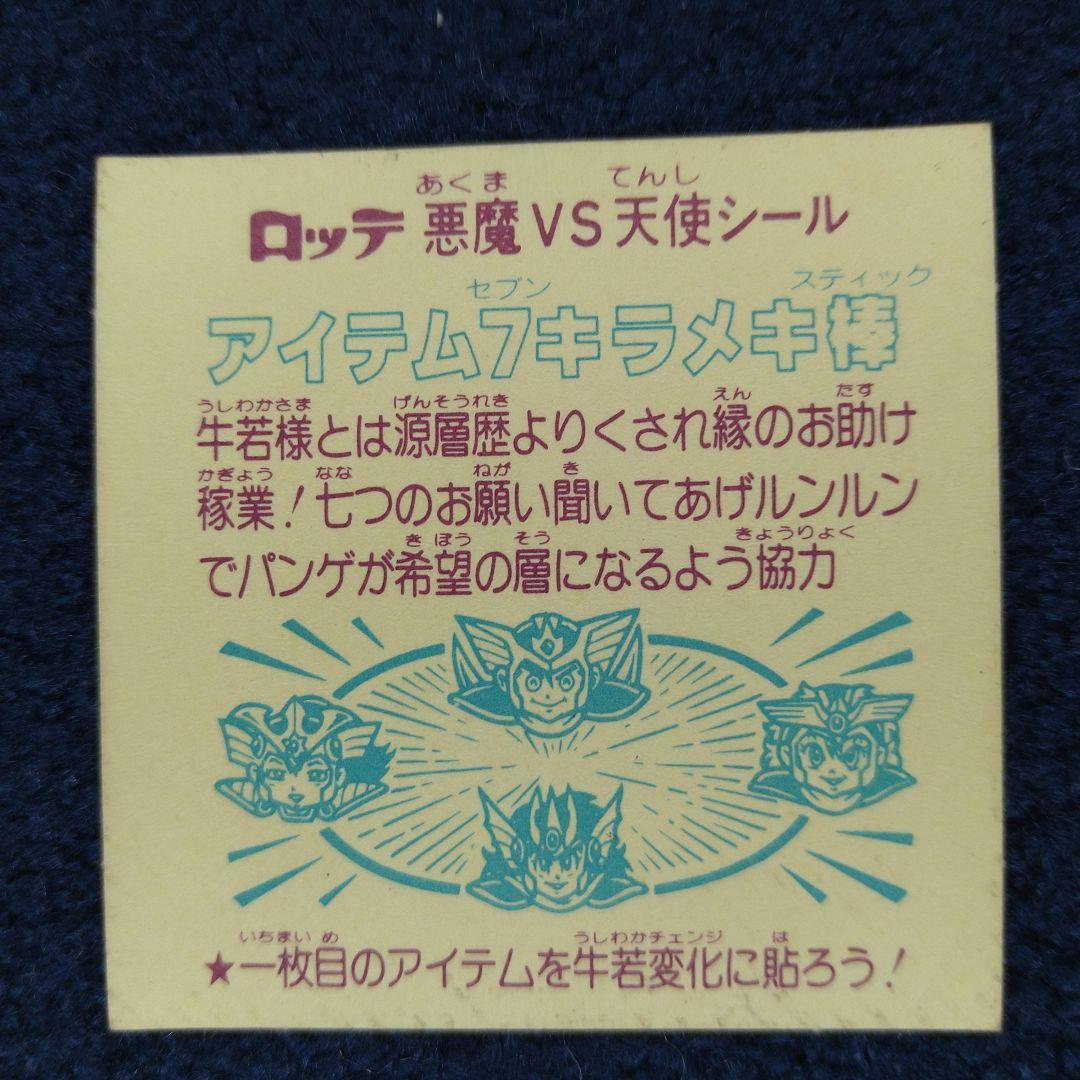 あくま てんし
ロッテ 悪魔VS天使シール
セブン スティック
アイテム7キラメキ棒
うしわかさま げんそうれき えん たす
牛若様とは源層歴よりくされ縁のお助け
かぎょう なな ねが き
稼業!七つのお願い聞いてあげルンルン
きぼう そう きょうりょく
でパンゲが希望の層になるよう協力
いちまいめ うしわかチェンジ は
★一枚目のアイテムを牛若変化に貼ろう!